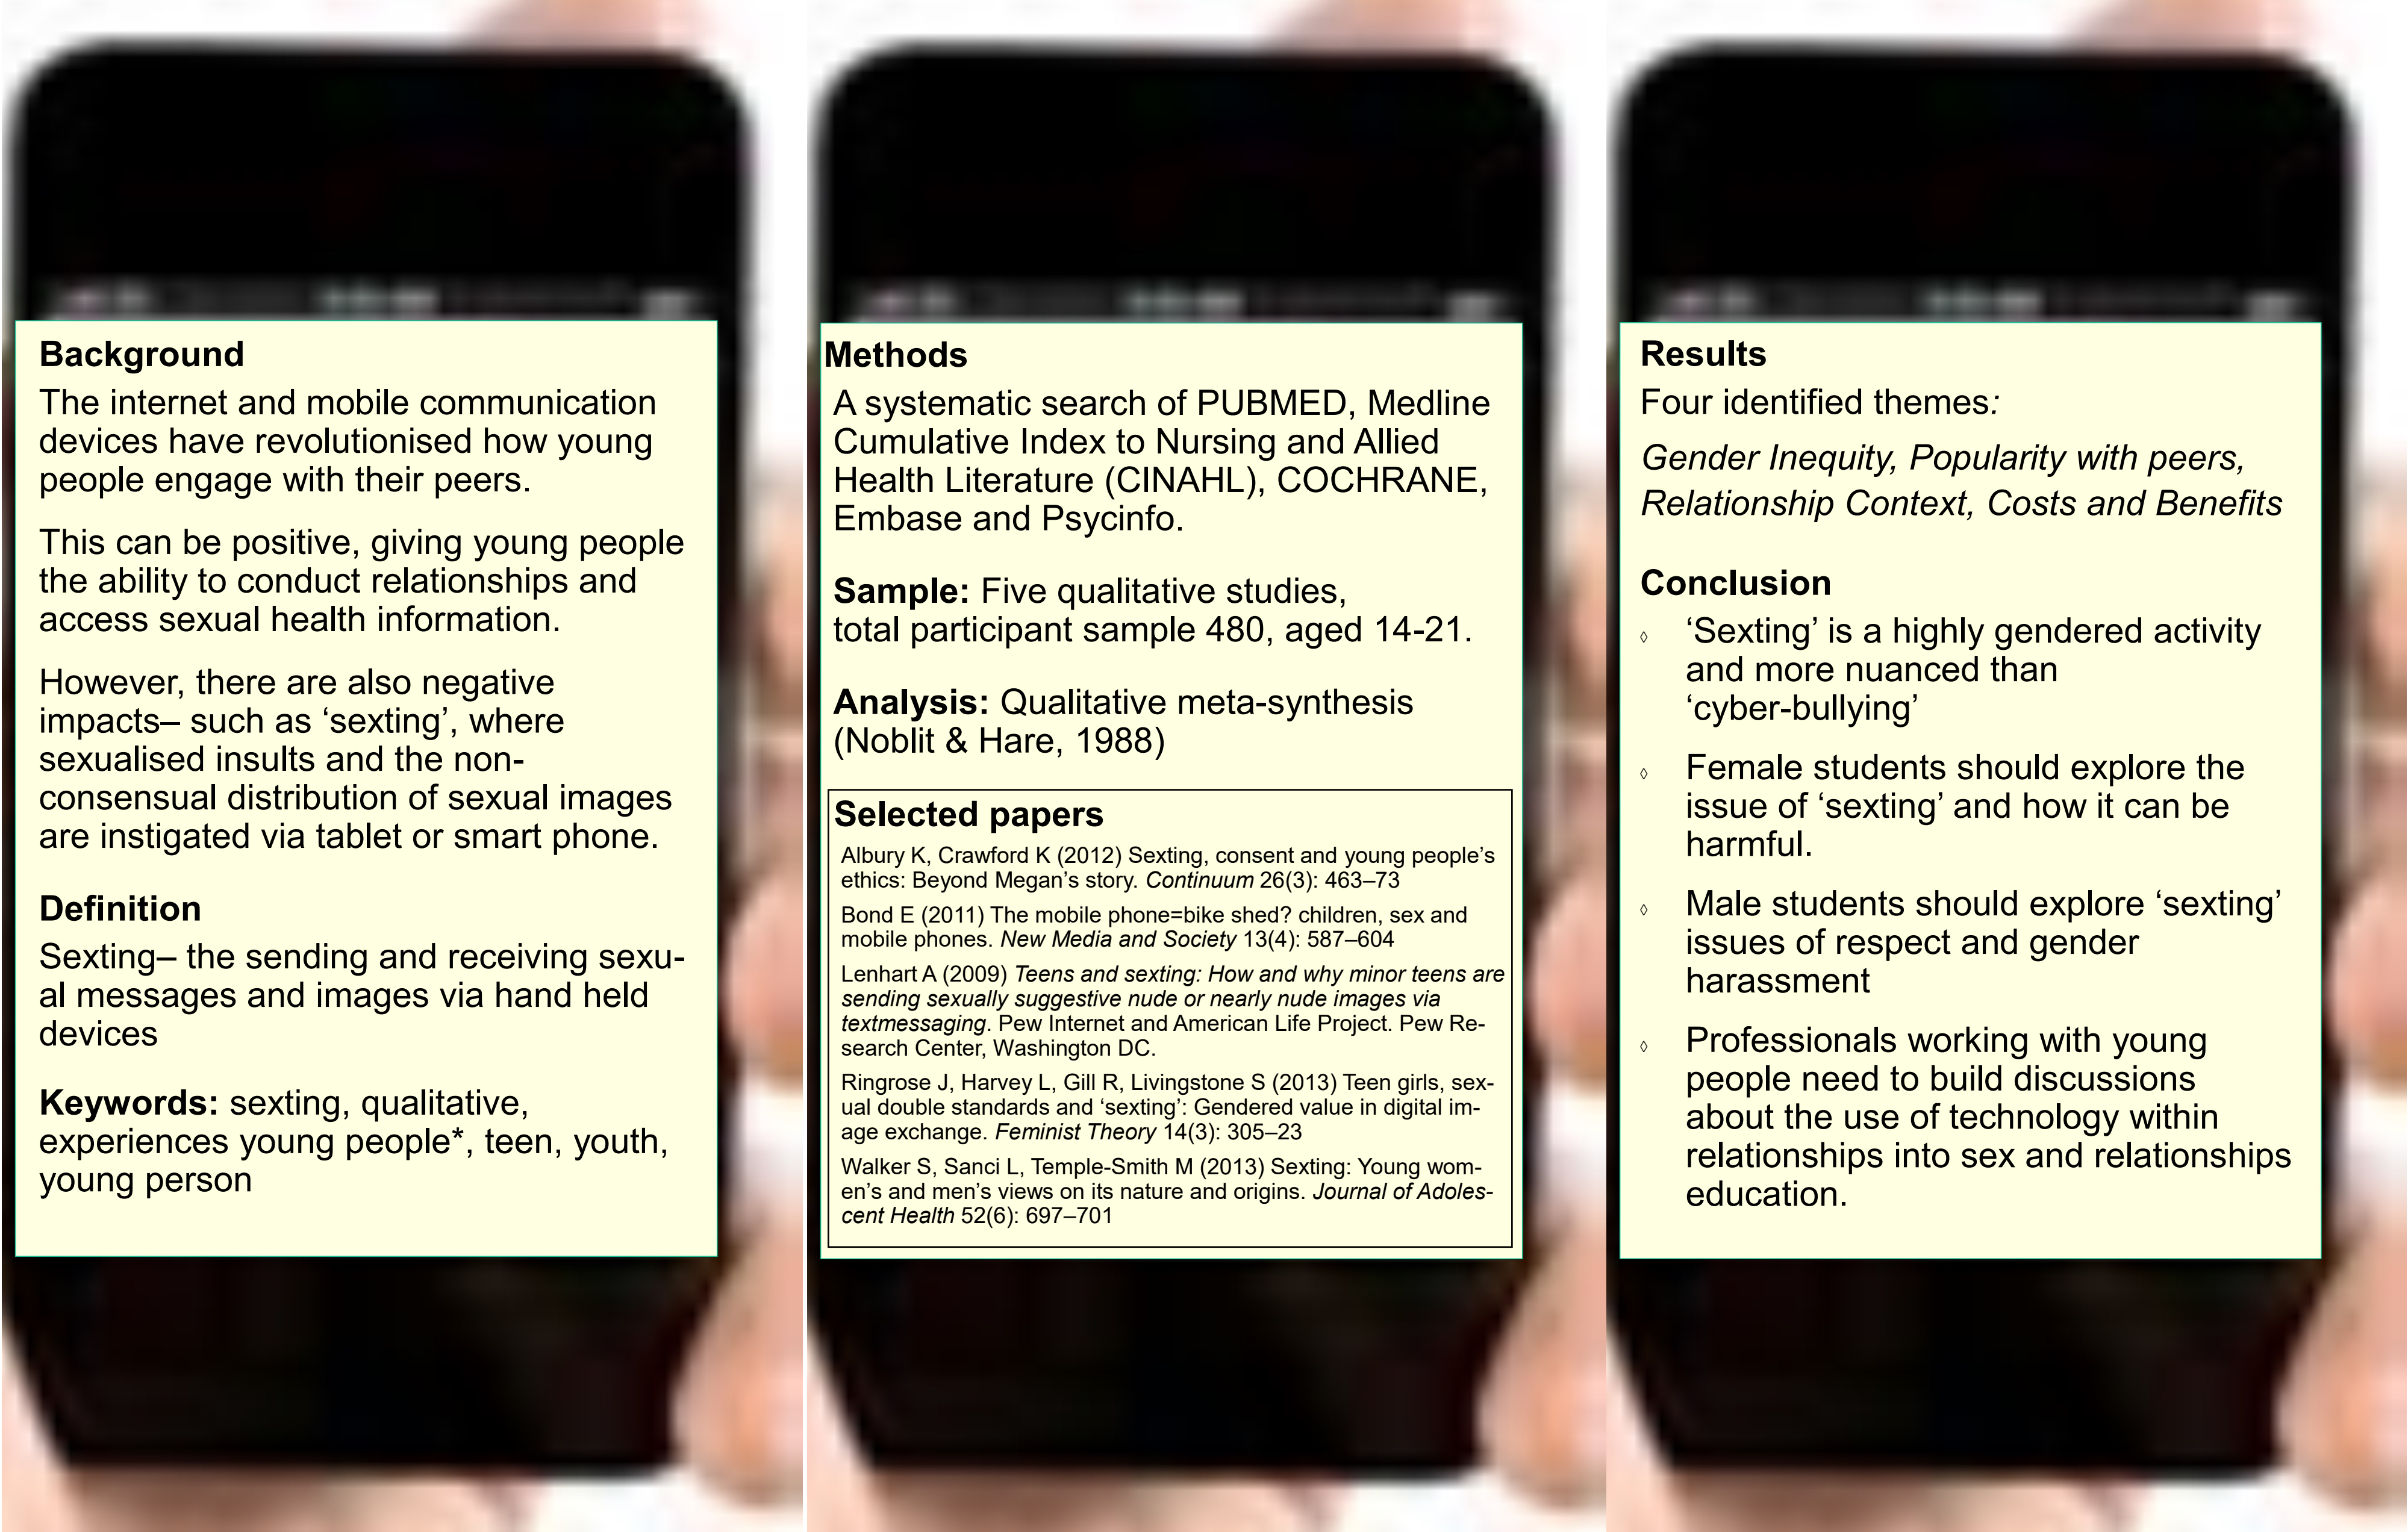 Background
The internet and mobile communication
devices have revolutionised how young
people engage with their peers.
This can be positive, giving young people
the ability to conduct relationships and
access sexual health information.
However, there are also negative
impacts– such as ‘sexting’, where
sexualised insults and the non-
consensual distribution of sexual images
are instigated via tablet or smart phone.
Definition
Sexting– the sending and receiving sexu-
al messages and images via hand held
devices
Keywords: sexting, qualitative,
experiences young people*, teen, youth,
young person
Methods
A systematic search of PUBMED, Medline
Cumulative Index to Nursing and Allied
Health Literature (CINAHL), COCHRANE,
Embase and Psycinfo.
Sample: Five qualitative studies,
total participant sample 480, aged 14-21.
Analysis: Qualitative meta-synthesis
(Noblit & Hare, 1988)
Selected papers
Albury K, Crawford K (2012) Sexting, consent and young people’s
ethics: Beyond Megan’s story. Continuum 26(3): 463–73
Bond E (2011) The mobile phone=bike shed? children, sex and
mobile phones. New Media and Society 13(4): 587–604
Lenhart A (2009) Teens and sexting: How and why minor teens are
sending sexually suggestive nude or nearly nude images via
textmessaging. Pew Internet and American Life Project. Pew Re-
search Center, Washington DC.
Ringrose J, Harvey L, Gill R, Livingstone S (2013) Teen girls, sex-
ual double standards and ‘sexting’: Gendered value in digital im-
age exchange. Feminist Theory 14(3): 305–23
Walker S, Sanci L, Temple-Smith M (2013) Sexting: Young wom-
en’s and men’s views on its nature and origins. Journal of Adoles-
cent Health 52(6): 697–701
Results
Four identified themes:
Gender Inequity, Popularity with peers,
Relationship Context, Costs and Benefits
Conclusion
◊ ‘Sexting’ is a highly gendered activity
and more nuanced than
‘cyber-bullying’
◊ Female students should explore the
issue of ‘sexting’ and how it can be
harmful.
◊ Male students should explore ‘sexting’
issues of respect and gender
harassment
◊ Professionals working with young
people need to build discussions
about the use of technology within
relationships into sex and relationships
education.